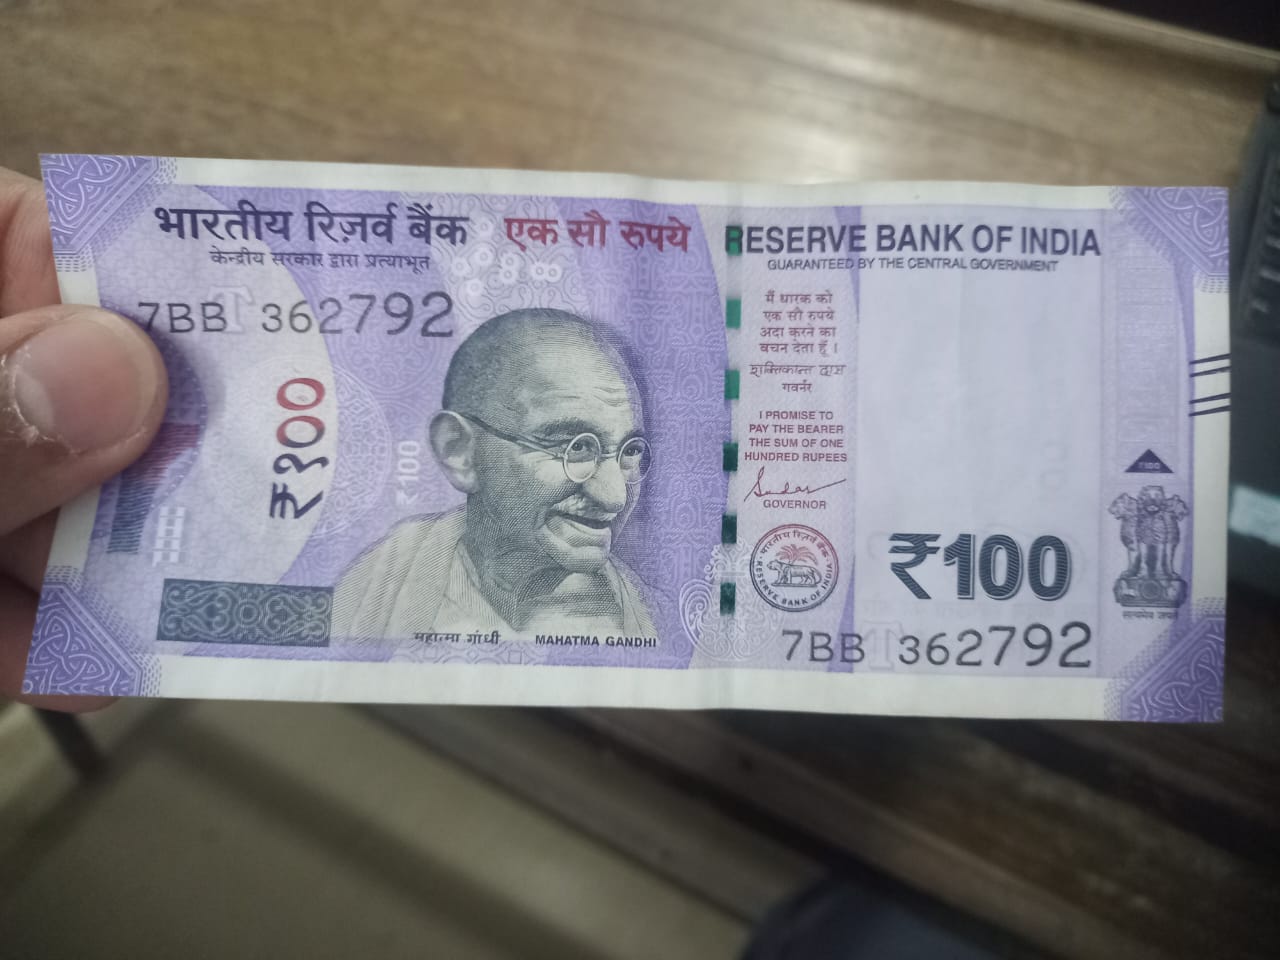 भारतीय रिज़र्व बैंक
केन्द्रीय सरकार द्वारा प्रत्याभूत
एक सौ रुपये
RESERVE BANK OF INDIA
GUARANTEED BY THE CENTRAL GOVERNMENT
7BB 362792
₹१००
₹100
मैं धारक को
एक सौ रुपये
अदा करने का
वचन देता हूँ ।
शक्तिकान्त दास
गवर्नर
I PROMISE TO
PAY THE BEARER
THE SUM OF ONE
HUNDRED RUPEES
GOVERNOR
भारतीय रिज़र्व बैंक
RESERVE BANK OF INDIA
₹100
₹100
सत्यमेव जयते
महात्मा गांधी
MAHATMA GANDHI
7BB 362792